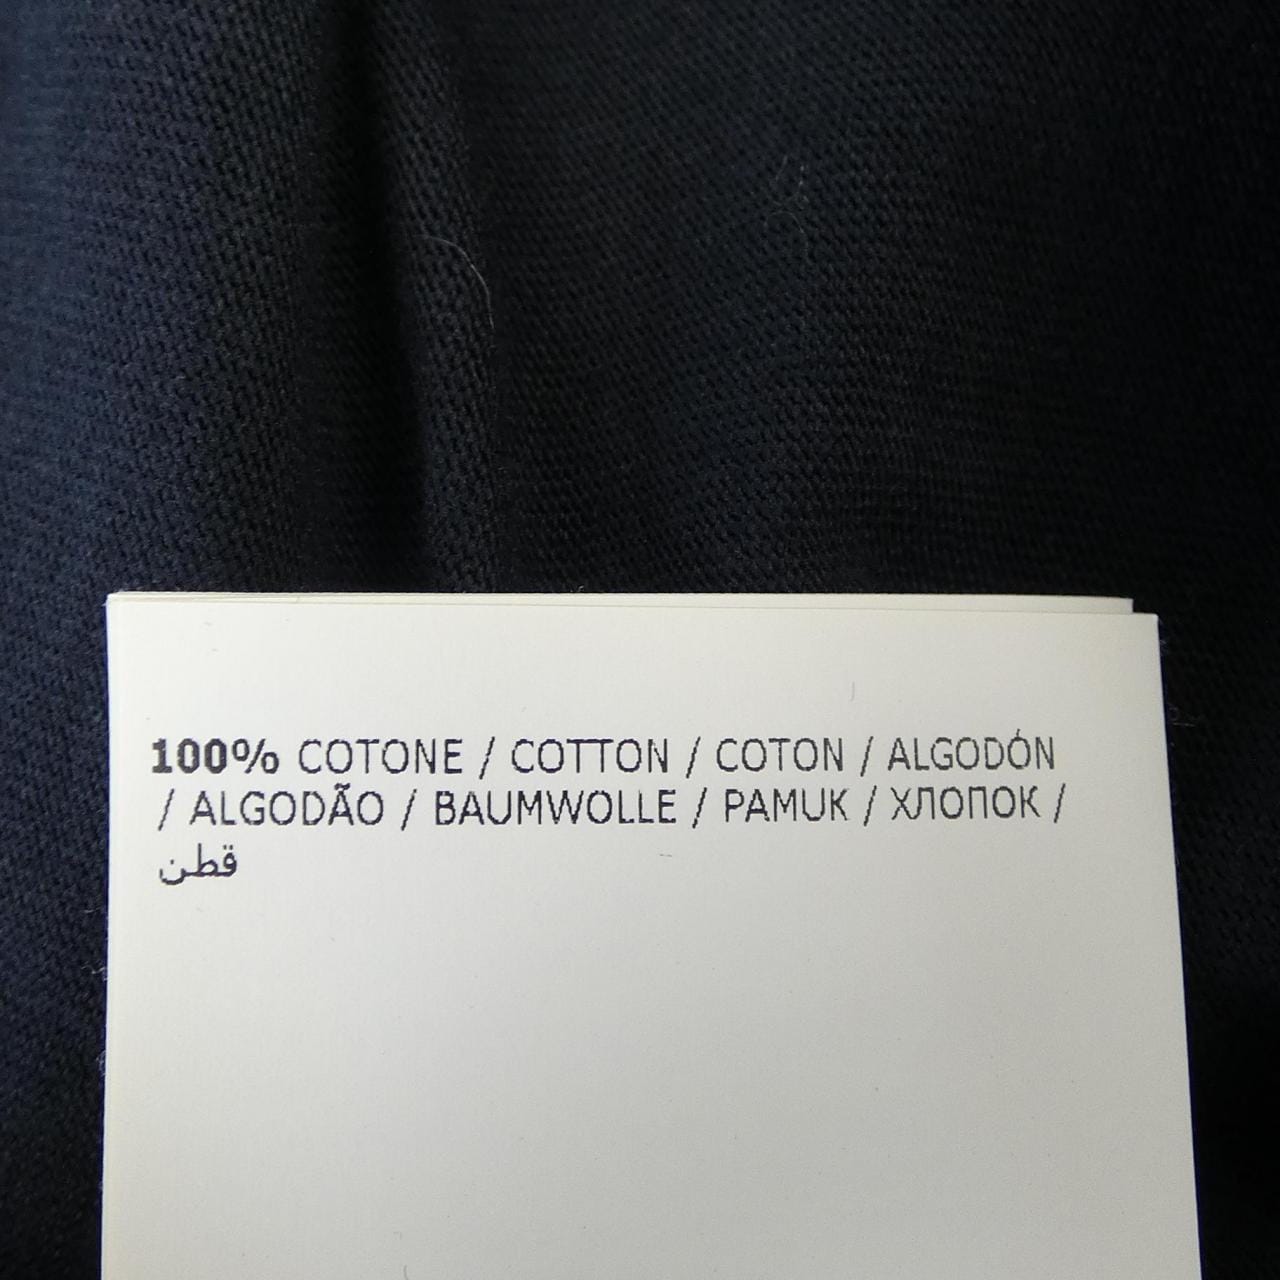 100% COTONE / COTTON / COTON / ALGODÓN
/ ALGODÃO / BAUMWOLLE / PAMUK / ХЛОПОК /
قطن